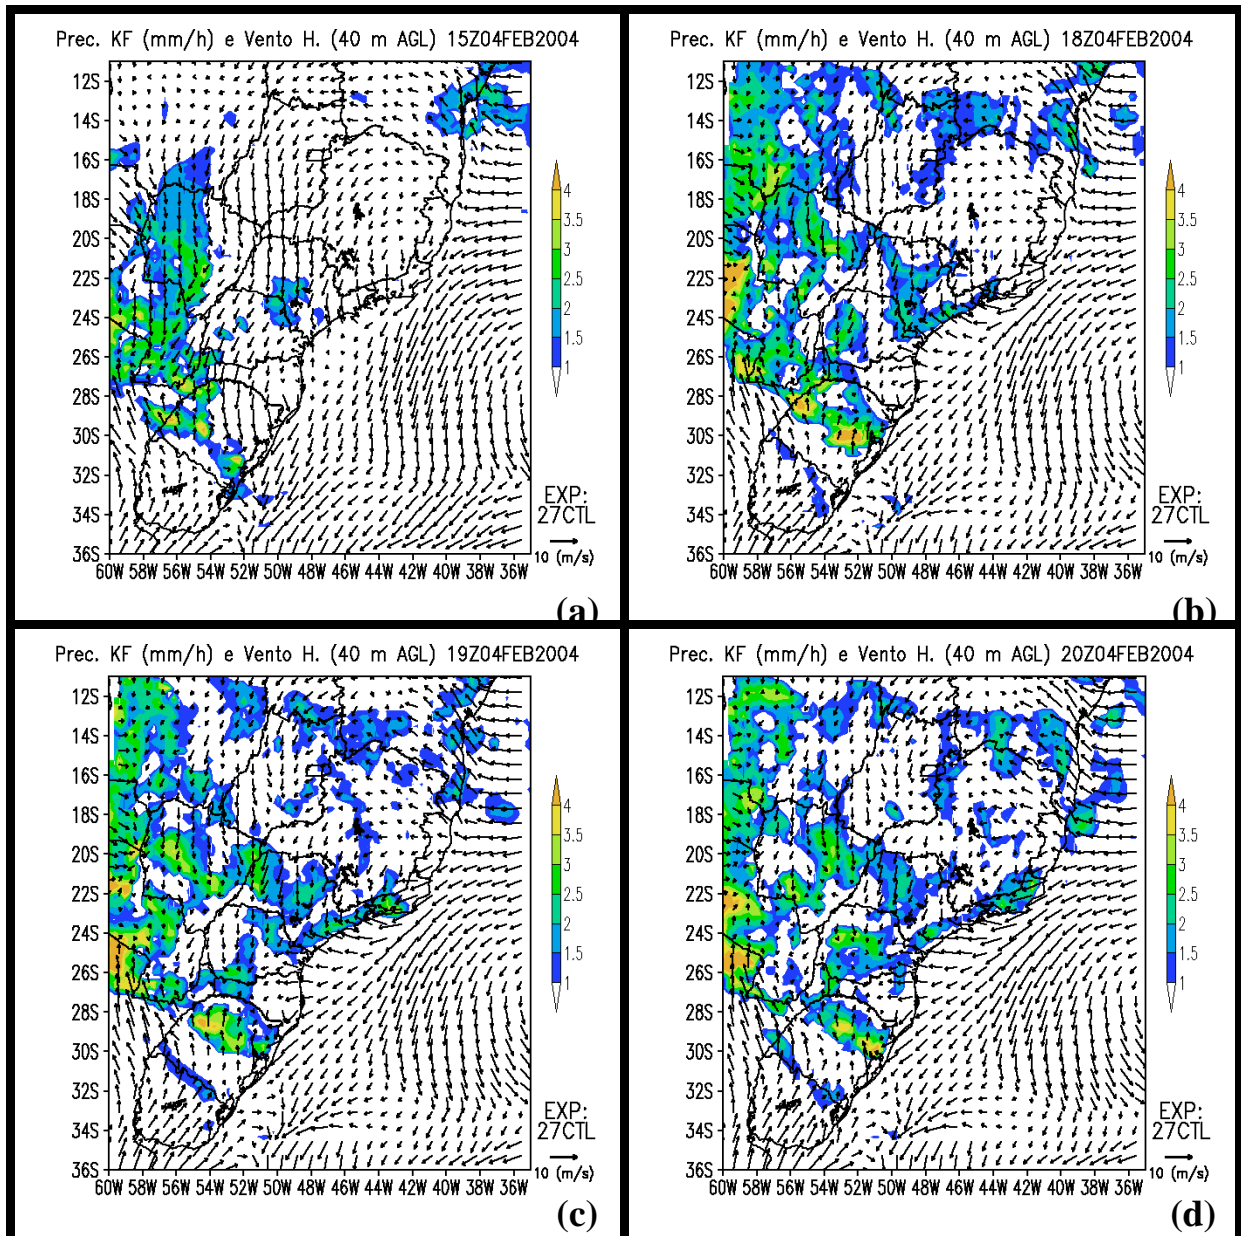 Prec. KF (mm/h) e Vento H. (40 m AGL) 15Z04FEB2004
12S
14S
16S
18S
20S
22S
24S
26S
28S
30S
32S
34S
36S
60W 58W 56W 54W 52W 50W 48W 46W 44W 42W 40W 38W 36W
4
3.5
3
2.5
2
1.5
1
EXP:
27CTL
10 (m/s)
(a)
Prec. KF (mm/h) e Vento H. (40 m AGL) 18Z04FEB2004
12S
14S
16S
18S
20S
22S
24S
26S
28S
30S
32S
34S
36S
60W 58W 56W 54W 52W 50W 48W 46W 44W 42W 40W 38W 36W
4
3.5
3
2.5
2
1.5
1
EXP:
27CTL
10 (m/s)
(b)
Prec. KF (mm/h) e Vento H. (40 m AGL) 19Z04FEB2004
12S
14S
16S
18S
20S
22S
24S
26S
28S
30S
32S
34S
36S
60W 58W 56W 54W 52W 50W 48W 46W 44W 42W 40W 38W 36W
4
3.5
3
2.5
2
1.5
1
EXP:
27CTL
10 (m/s)
(c)
Prec. KF (mm/h) e Vento H. (40 m AGL) 20Z04FEB2004
12S
14S
16S
18S
20S
22S
24S
26S
28S
30S
32S
34S
36S
60W 58W 56W 54W 52W 50W 48W 46W 44W 42W 40W 38W 36W
4
3.5
3
2.5
2
1.5
1
EXP:
27CTL
10 (m/s)
(d)